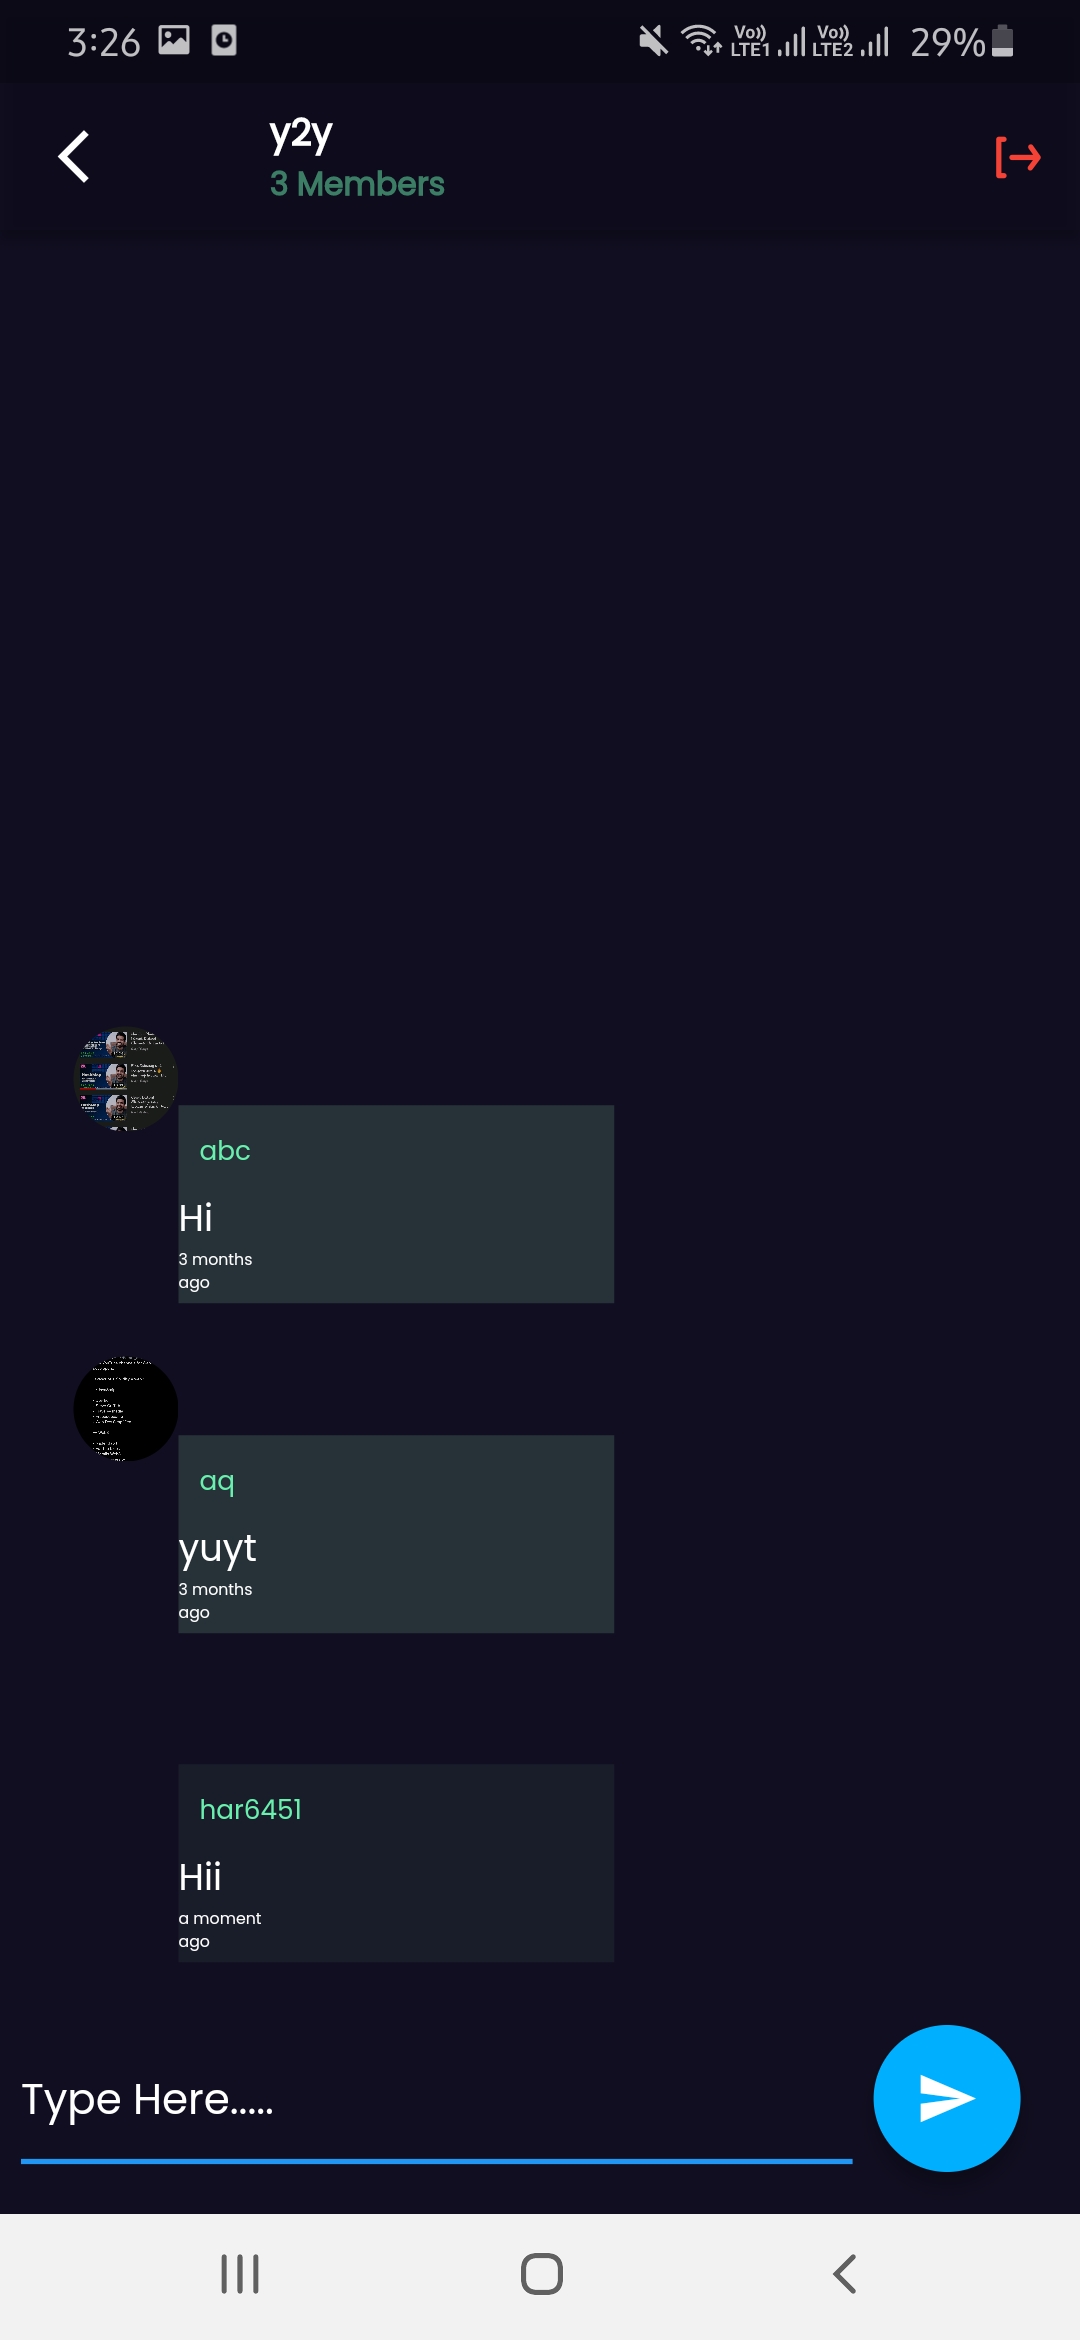 3:26 Vo)) LTE1 Vo)) LTE2 29%
y2y
3 Members
abc
Hi
3 months
ago
aq
yuyt
3 months
ago
har6451
Hii
a moment
ago
Type Here.....